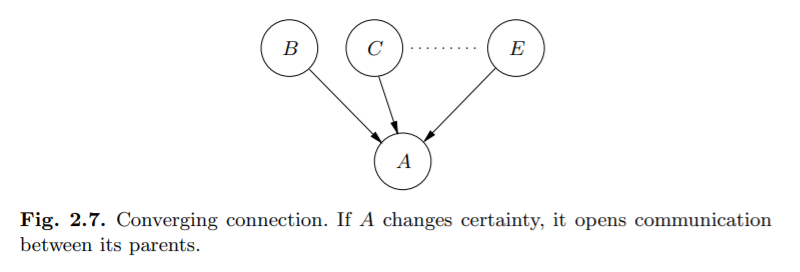 B C ......... E
A
Fig. 2.7. Converging connection. If A changes certainty, it opens communication
between its parents.